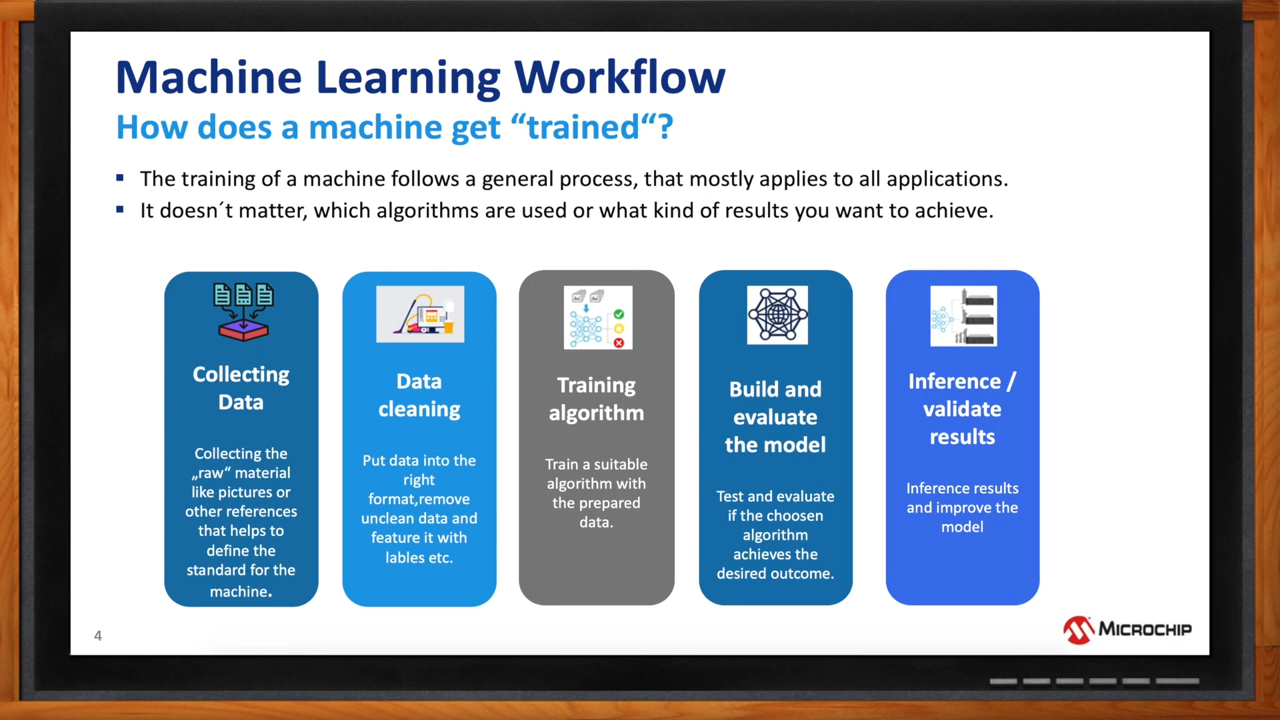 Machine Learning Workflow
How does a machine get “trained“?
▪ The training of a machine follows a general process, that mostly applies to all applications.
▪ It doesn´t matter, which algorithms are used or what kind of results you want to achieve.
Collecting
Data
Collecting the
„raw“ material
like pictures or
other references
that helps to
define the
standard for the
machine.
Data
cleaning
Put data into the
right
format,remove
unclean data and
feature it with
lables etc.
Training
algorithm
Train a suitable
algorithm with
the prepared
data.
Build and
evaluate
the model
Test and evaluate
if the choosen
algorithm
achieves the
desired outcome.
Inference /
validate
results
Inference results
and improve the
model
4
MICROCHIP